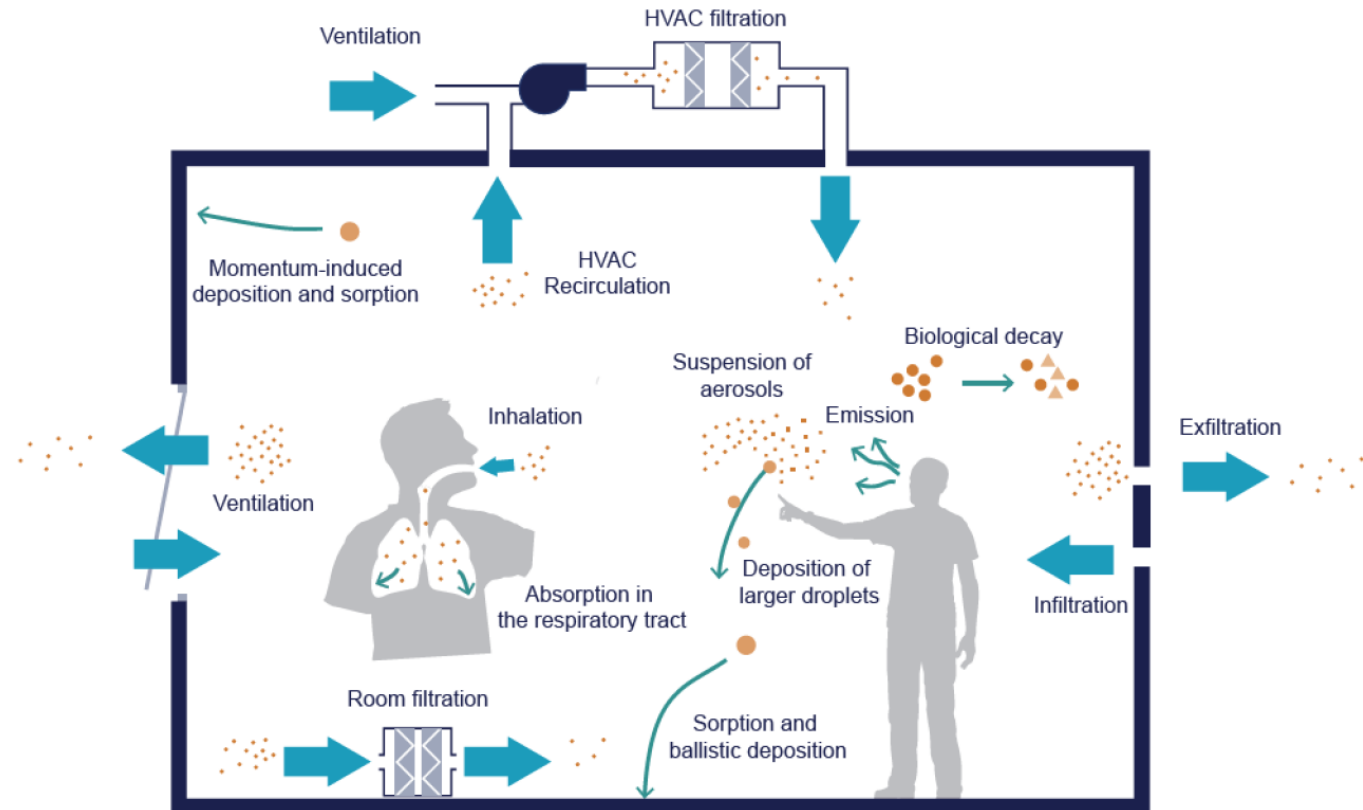 HVAC filtration
Ventilation
Momentum-induced
deposition and sorption
HVAC
Recirculation
Biological decay
Suspension of
aerosols
Inhalation
Emission
Exfiltration
Ventilation
Deposition of
larger droplets
Absorption in
the respiratory tract
Infiltration
Room filtration
Sorption and
ballistic deposition